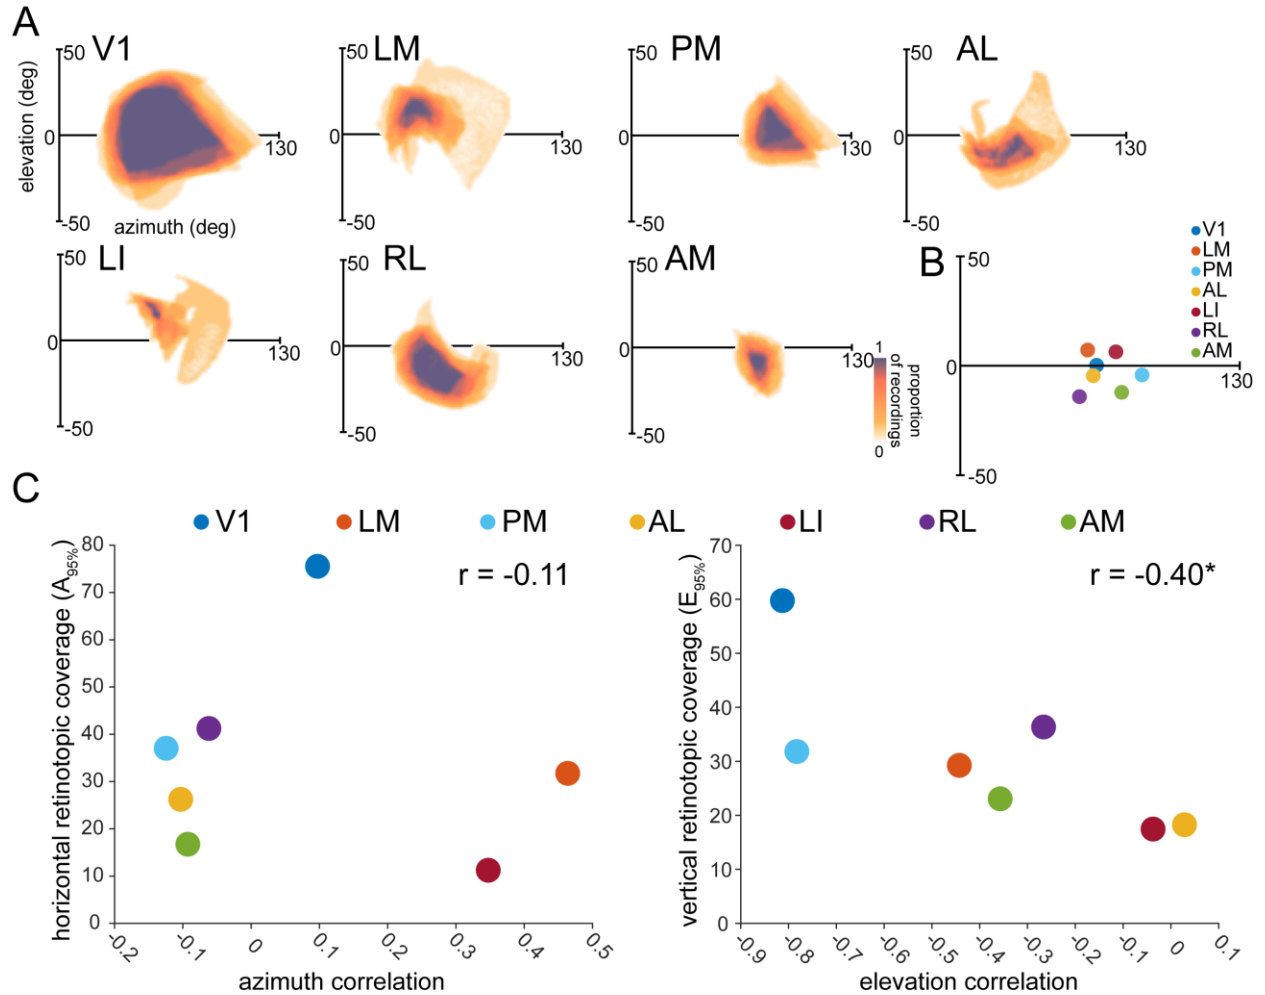 A
V1
LM
PM
AL
elevation (deg)
50
0
-50
130
azimuth (deg)
50
0
-50
130
50
0
-50
130
50
0
-50
130
LI
RL
AM
50
0
-50
130
50
0
-50
130
50
0
-50
130
1
0
proportion
of recordings
B
50
0
-50
130
V1
LM
PM
AL
LI
RL
AM
C
V1 LM PM AL LI RL AM
r = -0.11
horizontal retinotopic coverage (A95%)
80
70
60
50
40
30
20
10
0
-0.2 -0.1 0 0.1 0.2 0.3 0.4 0.5
azimuth correlation
r = -0.40*
vertical retinotopic coverage (E95%)
70
60
50
40
30
20
10
0
-0.9 -0.8 -0.7 -0.6 -0.5 -0.4 -0.3 -0.2 -0.1 0 0.1
elevation correlation